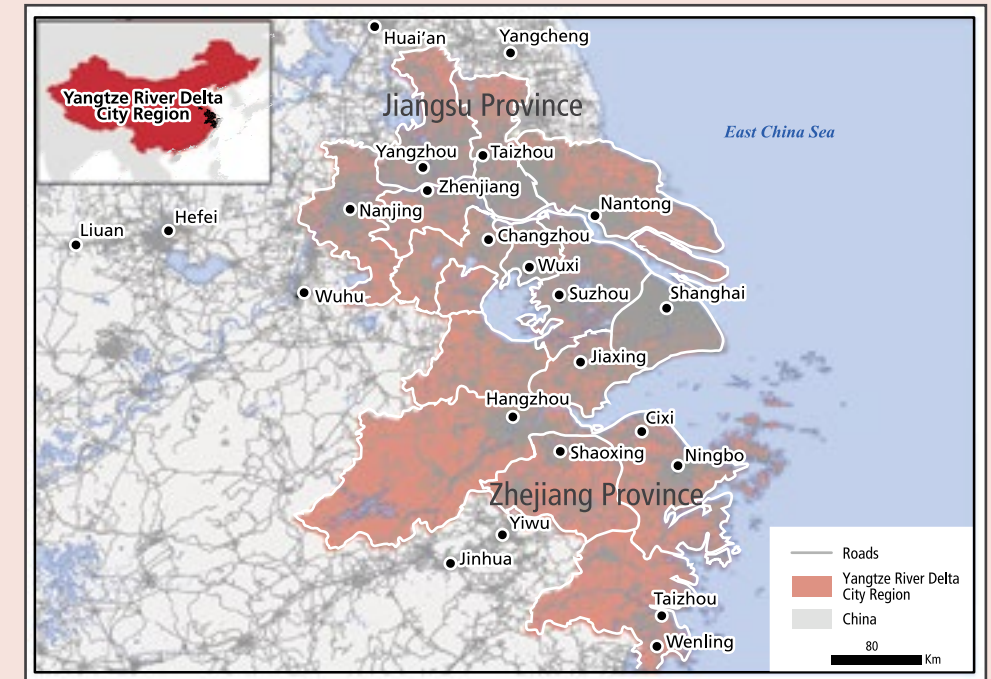 Huai'an
Yangcheng
Yangtze River Delta
City Region
Jiangsu Province
East China Sea
Yangzhou
Taizhou
Zhenjiang
Nanjing
Nantong
Hefei
Liuan
Changzhou
Wuxi
Wuhu
Suzhou
Shanghai
Jiaxing
Hangzhou
Cixi
Shaoxing
Ningbo
Zhejiang Province
Yiwu
Jinhua
Taizhou
Wenling
Roads
Yangtze River Delta
City Region
China
80
Km